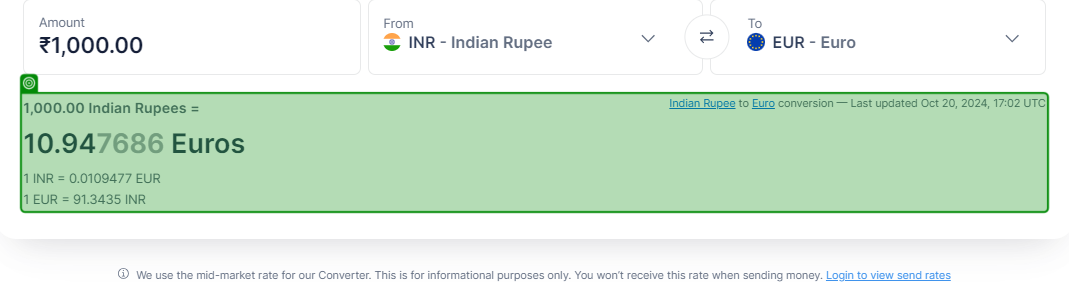 Amount
₹1,000.00
From
INR - Indian Rupee
To
EUR - Euro
1,000.00 Indian Rupees =
Indian Rupee to Euro conversion — Last updated Oct 20, 2024, 17:02 UTC
10.947686 Euros
1 INR = 0.0109477 EUR
1 EUR = 91.3435 INR
We use the mid-market rate for our Converter. This is for informational purposes only. You won’t receive this rate when sending money. Login to view send rates